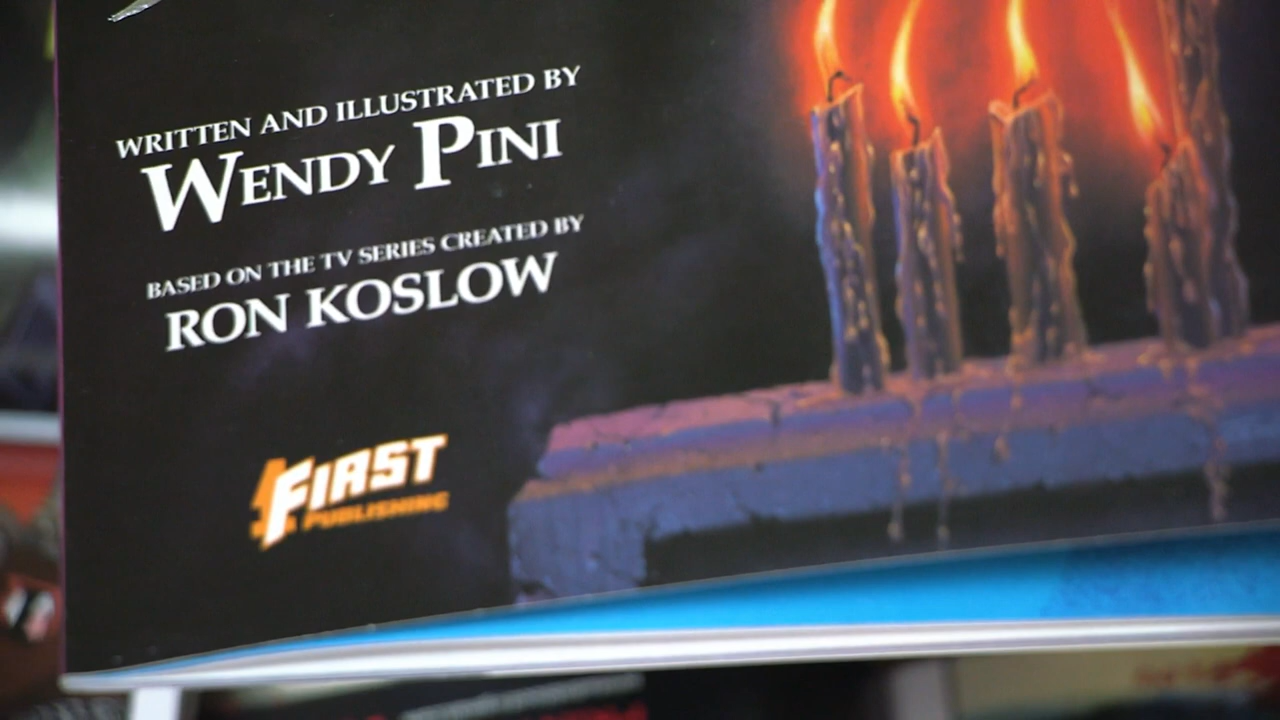 WRITTEN AND ILLUSTRATED BY
WENDY PINI
BASED ON THE TV SERIES CREATED BY
RON KOSLOW
FIRST
PUBLISHING